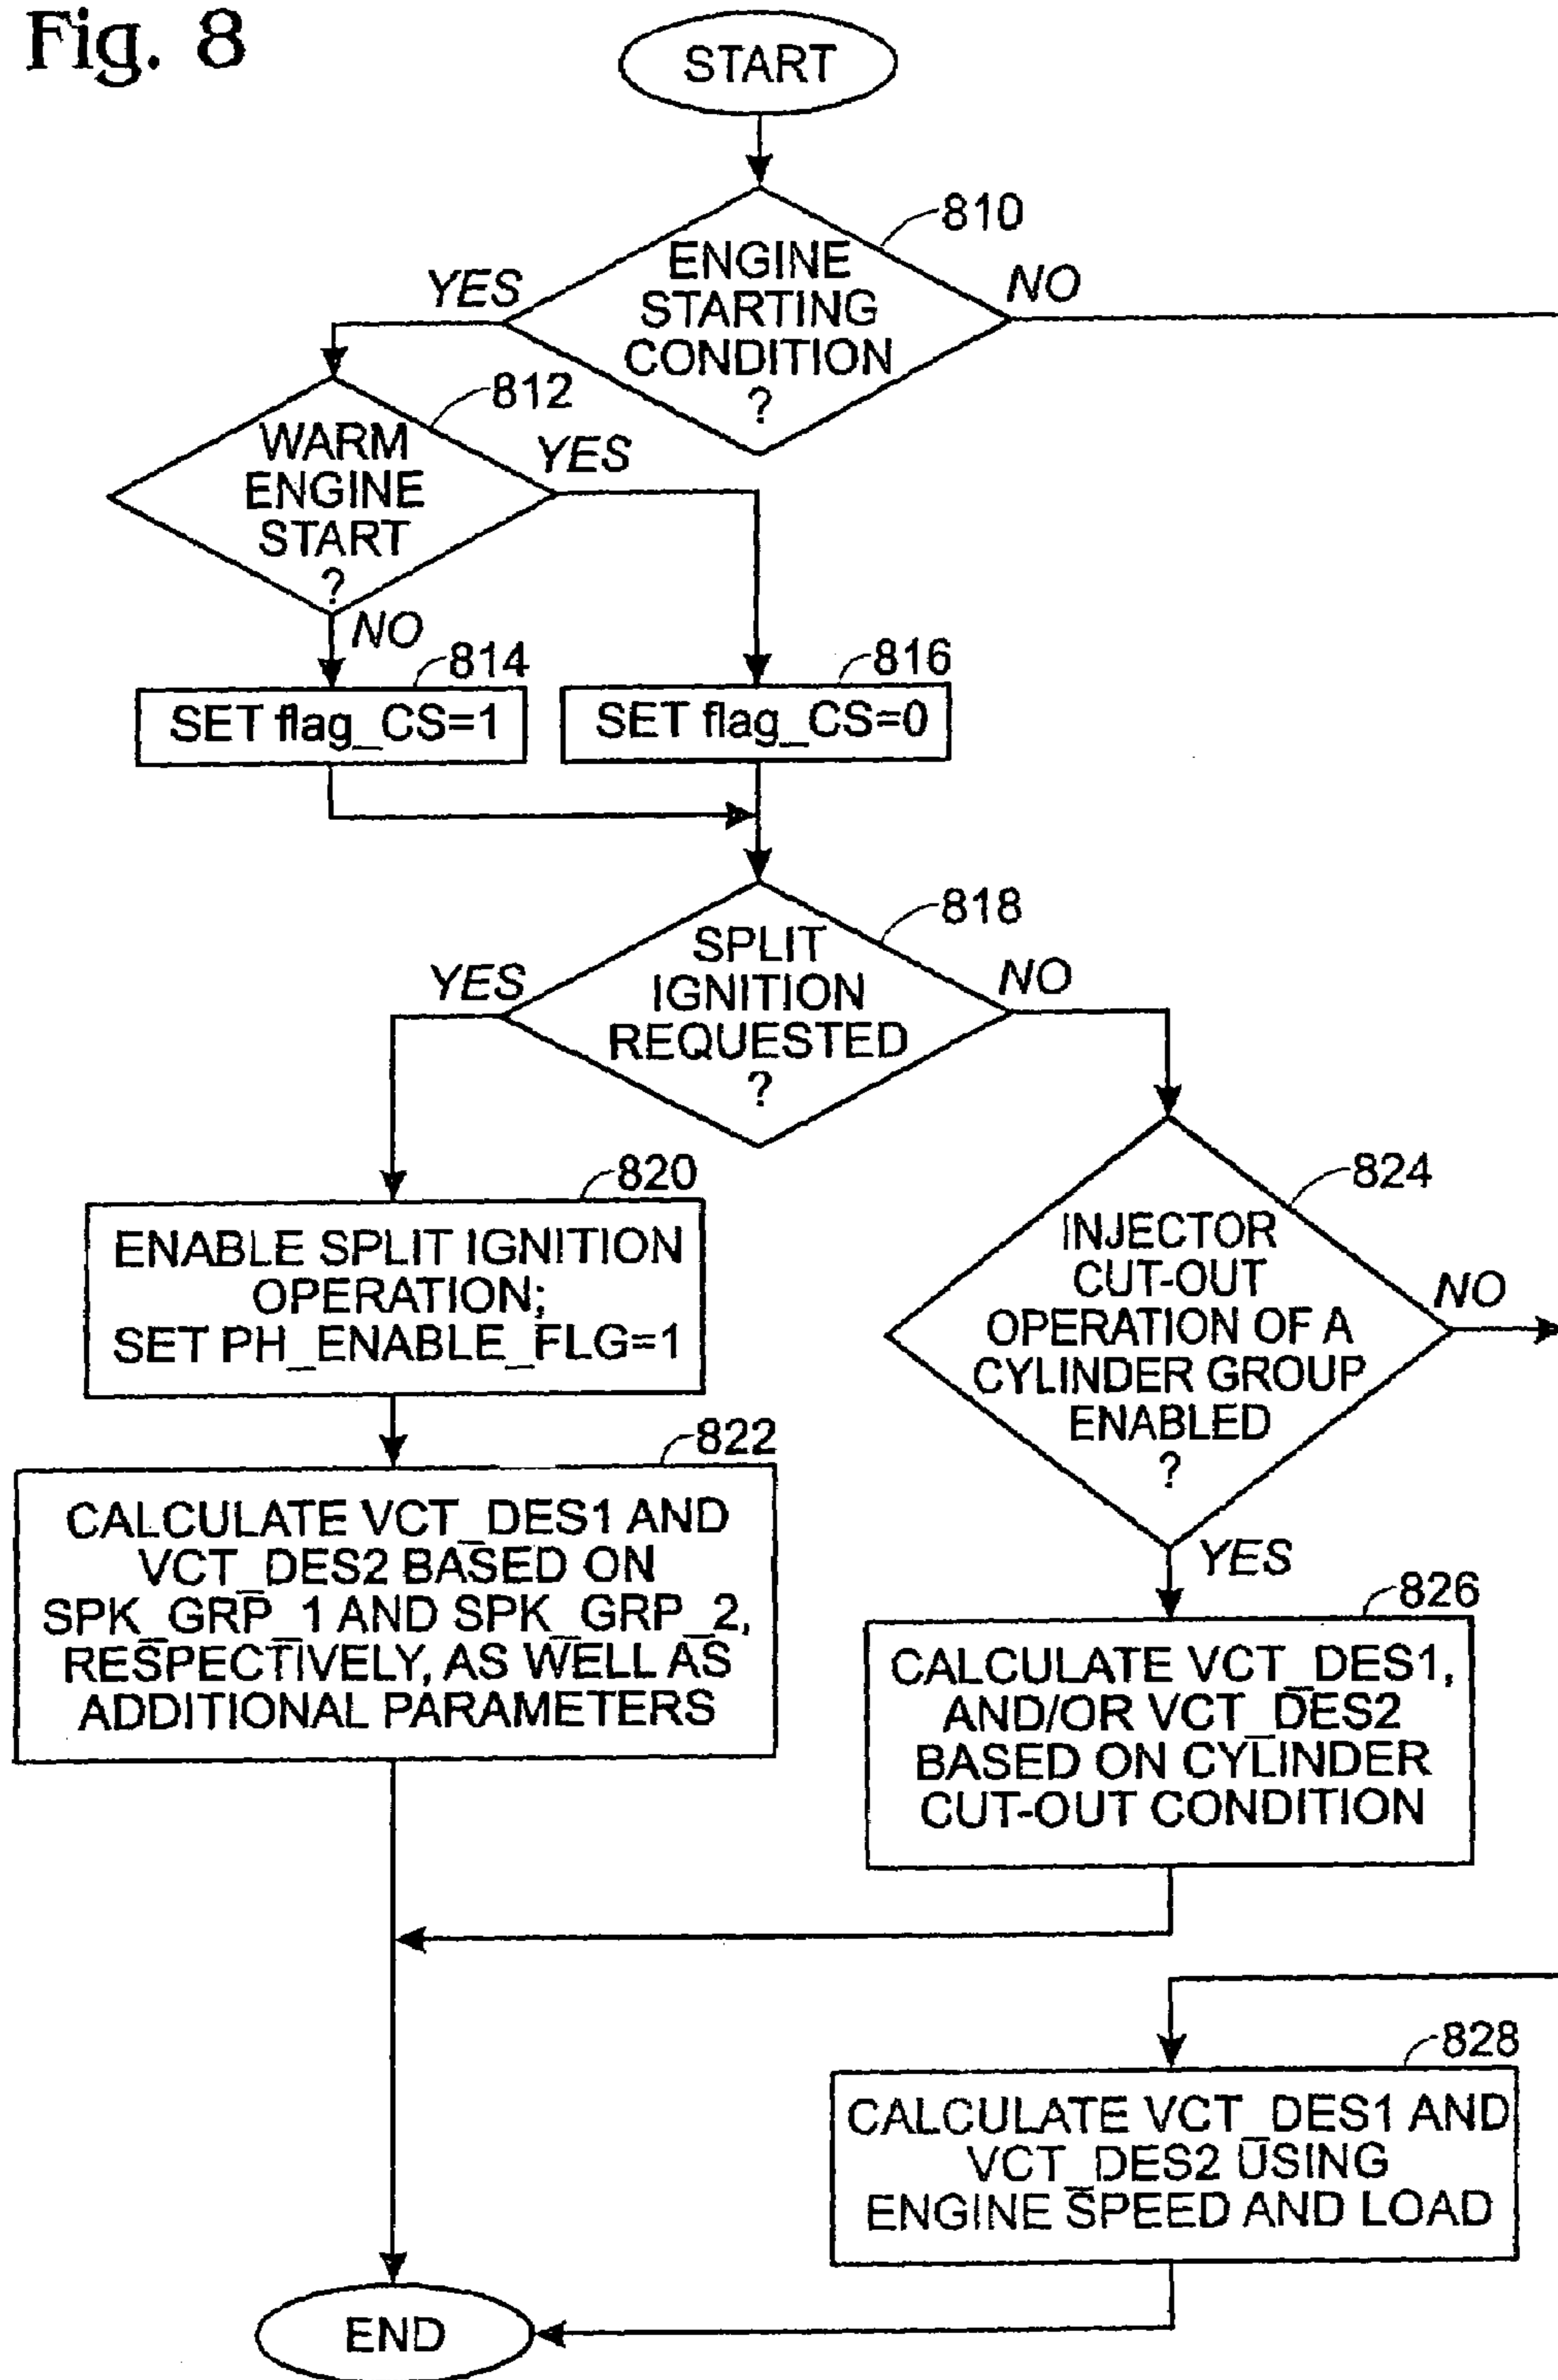 Fig. 8
START
810
ENGINE
STARTING
CONDITION
?
YES
NO
812
WARM
ENGINE
START
?
YES
NO
814
SET flag_CS=1
816
SET flag_CS=0
818
SPLIT
IGNITION
REQUESTED
?
YES
NO
820
ENABLE SPLIT IGNITION
OPERATION;
SET PH_ENABLE_FLG=1
824
INJECTOR
CUT-OUT
OPERATION OF A
CYLINDER GROUP
ENABLED
?
NO
YES
822
CALCULATE VCT_DES1 AND
VCT_DES2 BASED ON
SPK_GRP_1 AND SPK_GRP_2,
RESPECTIVELY, AS WELL AS
ADDITIONAL PARAMETERS
826
CALCULATE VCT_DES1,
AND/OR VCT_DES2
BASED ON CYLINDER
CUT-OUT CONDITION
828
CALCULATE VCT_DES1 AND
VCT_DES2 USING
ENGINE SPEED AND LOAD
END